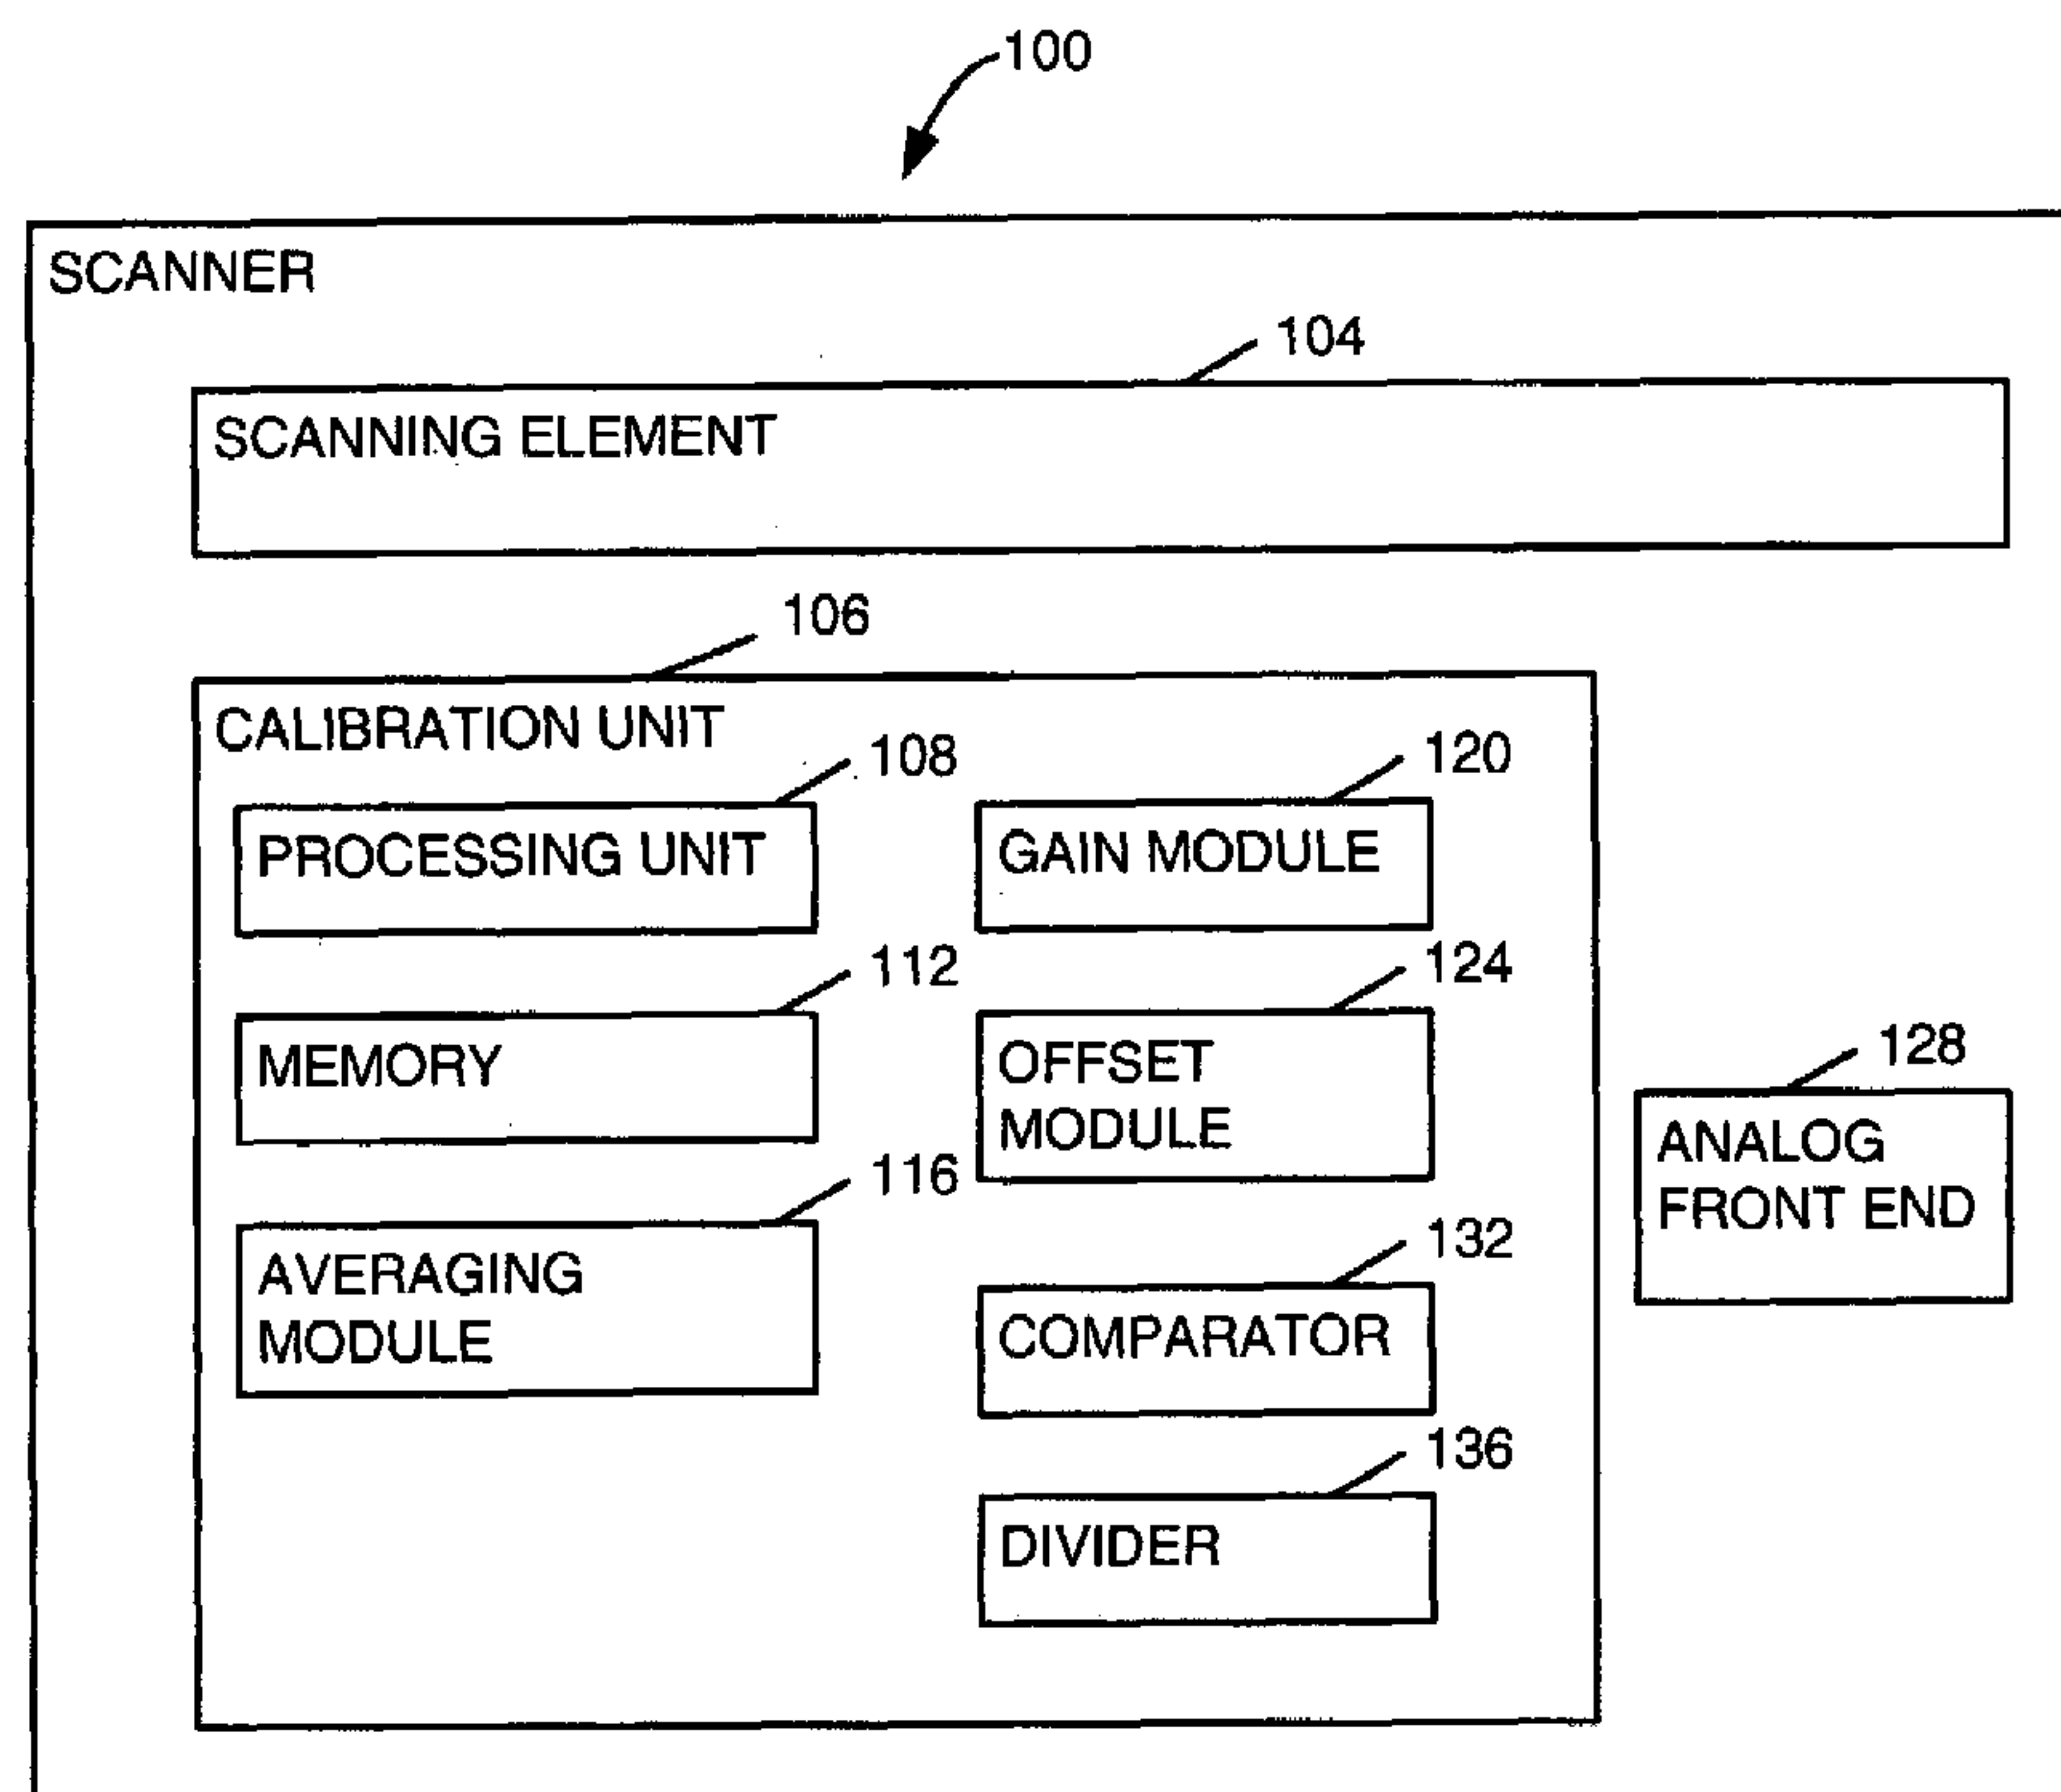 100
SCANNER
104
SCANNING ELEMENT
106
CALIBRATION UNIT
108
PROCESSING UNIT
112
MEMORY
116
AVERAGING
MODULE
120
GAIN MODULE
124
OFFSET
MODULE
132
COMPARATOR
136
DIVIDER
128
ANALOG
FRONT END